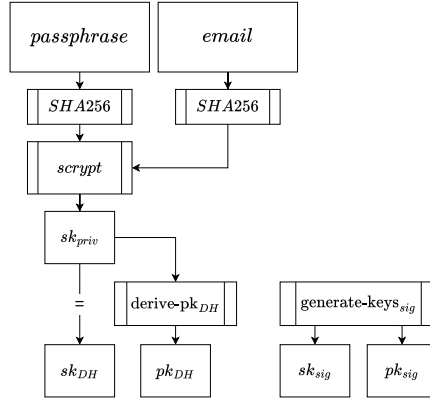 passphrase
email
SHA256
SHA256
scrypt
sk_priv
=
derive-pk_DH
generate-keys_sig
sk_DH
pk_DH
sk_sig
pk_sig